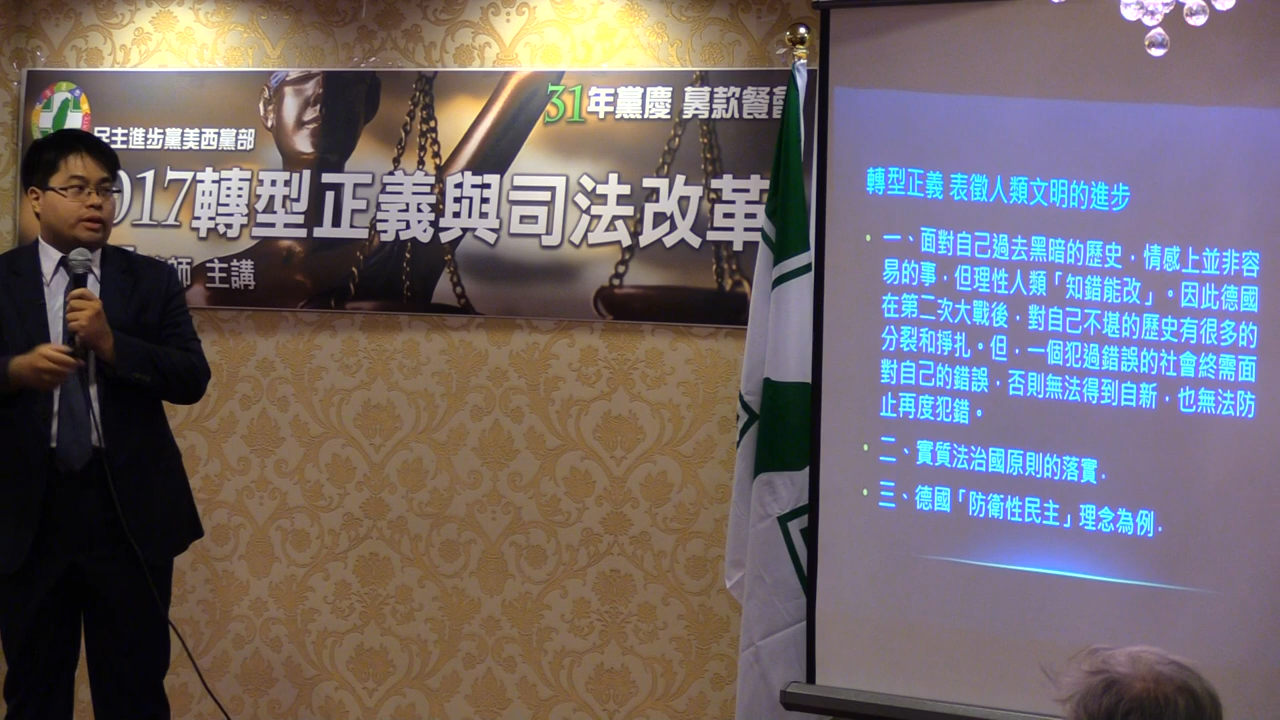 31年黨慶 募款餐會
民主進步黨美西黨部
2017轉型正義與司法改革
師 主講
轉型正義 表徵人類文明的進步
一、面對自己過去黑暗的歷史，情感上並非容
易的事，但理性人類「知錯能改」。因此德國
在第二次大戰後，對自己不堪的歷史有很多的
分裂和掙扎。但，一個犯過錯誤的社會終需面
對自己的錯誤，否則無法得到自新，也無法防
止再度犯錯。
二、實質法治國原則的落實.
三、德國「防衛性民主」理念為例.